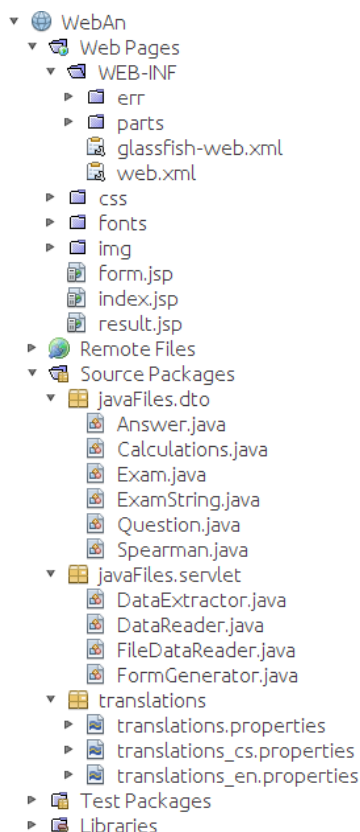 WebAn
Web Pages
WEB-INF
err
parts
glassfish-web.xml
web.xml
css
fonts
img
form.jsp
index.jsp
result.jsp
Remote Files
Source Packages
javaFiles.dto
Answer.java
Calculations.java
Exam.java
ExamString.java
Question.java
Spearman.java
javaFiles.servlet
DataExtractor.java
DataReader.java
FileDataReader.java
FormGenerator.java
translations
translations.properties
translations_cs.properties
translations_en.properties
Test Packages
Libraries